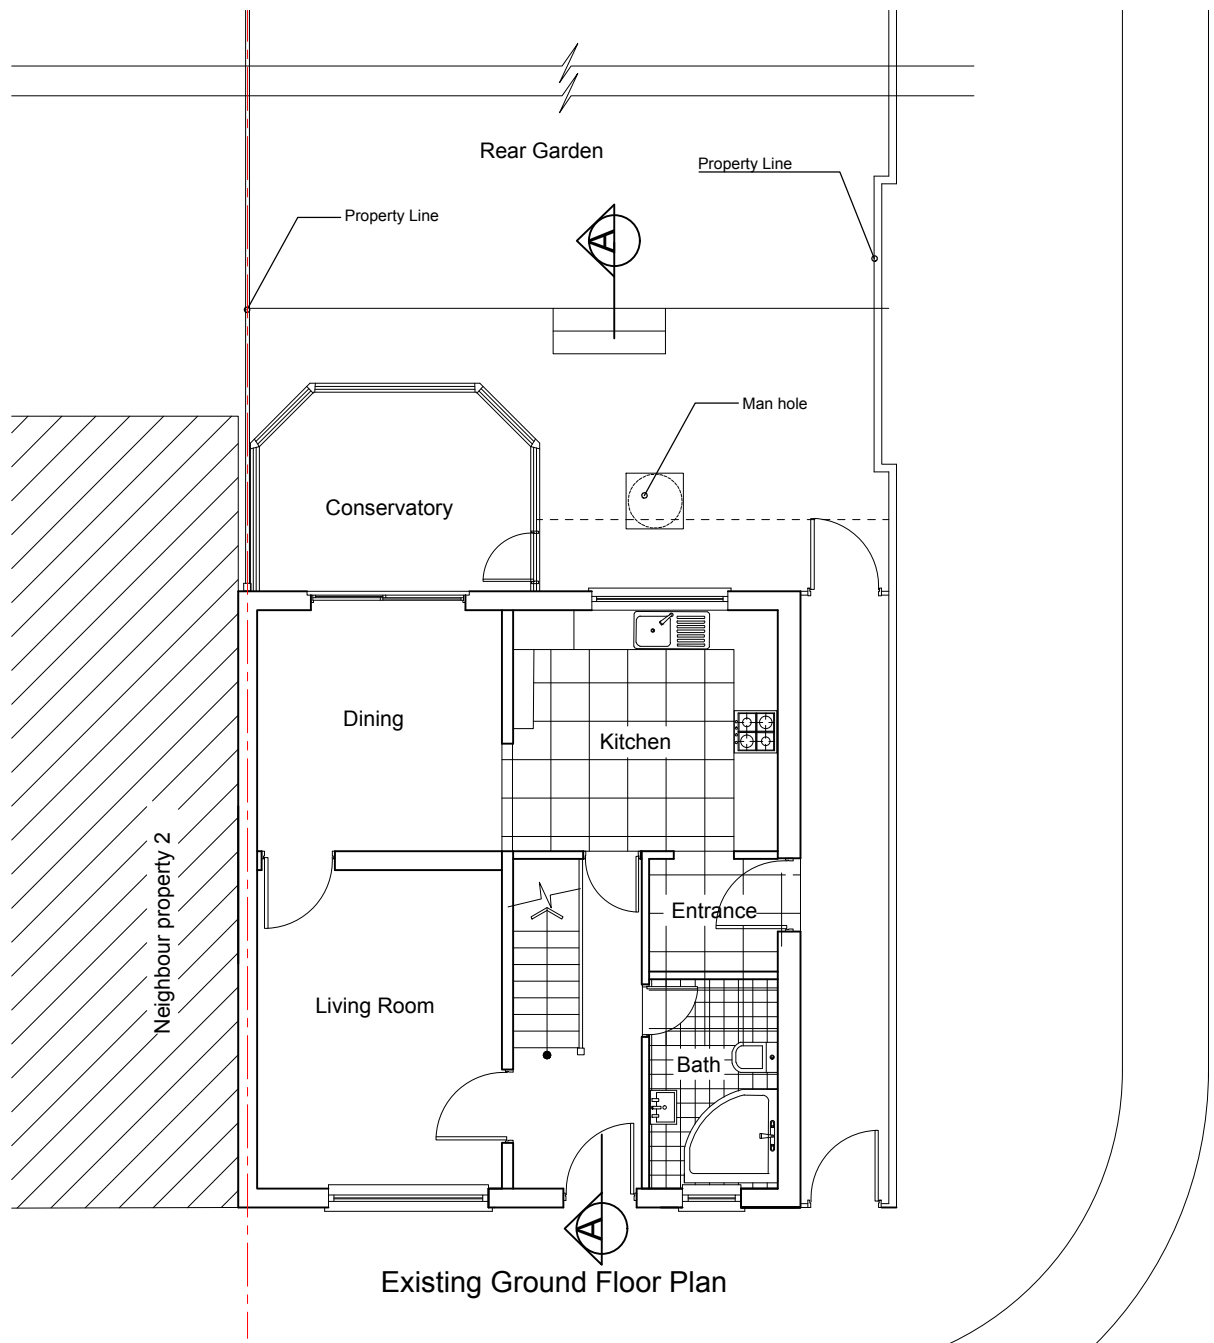 Rear Garden
Property Line
Property Line
A
Man hole
Conservatory
Dining
Kitchen
Neighbour property 2
Entrance
Living Room
Bath
A
Existing Ground Floor Plan